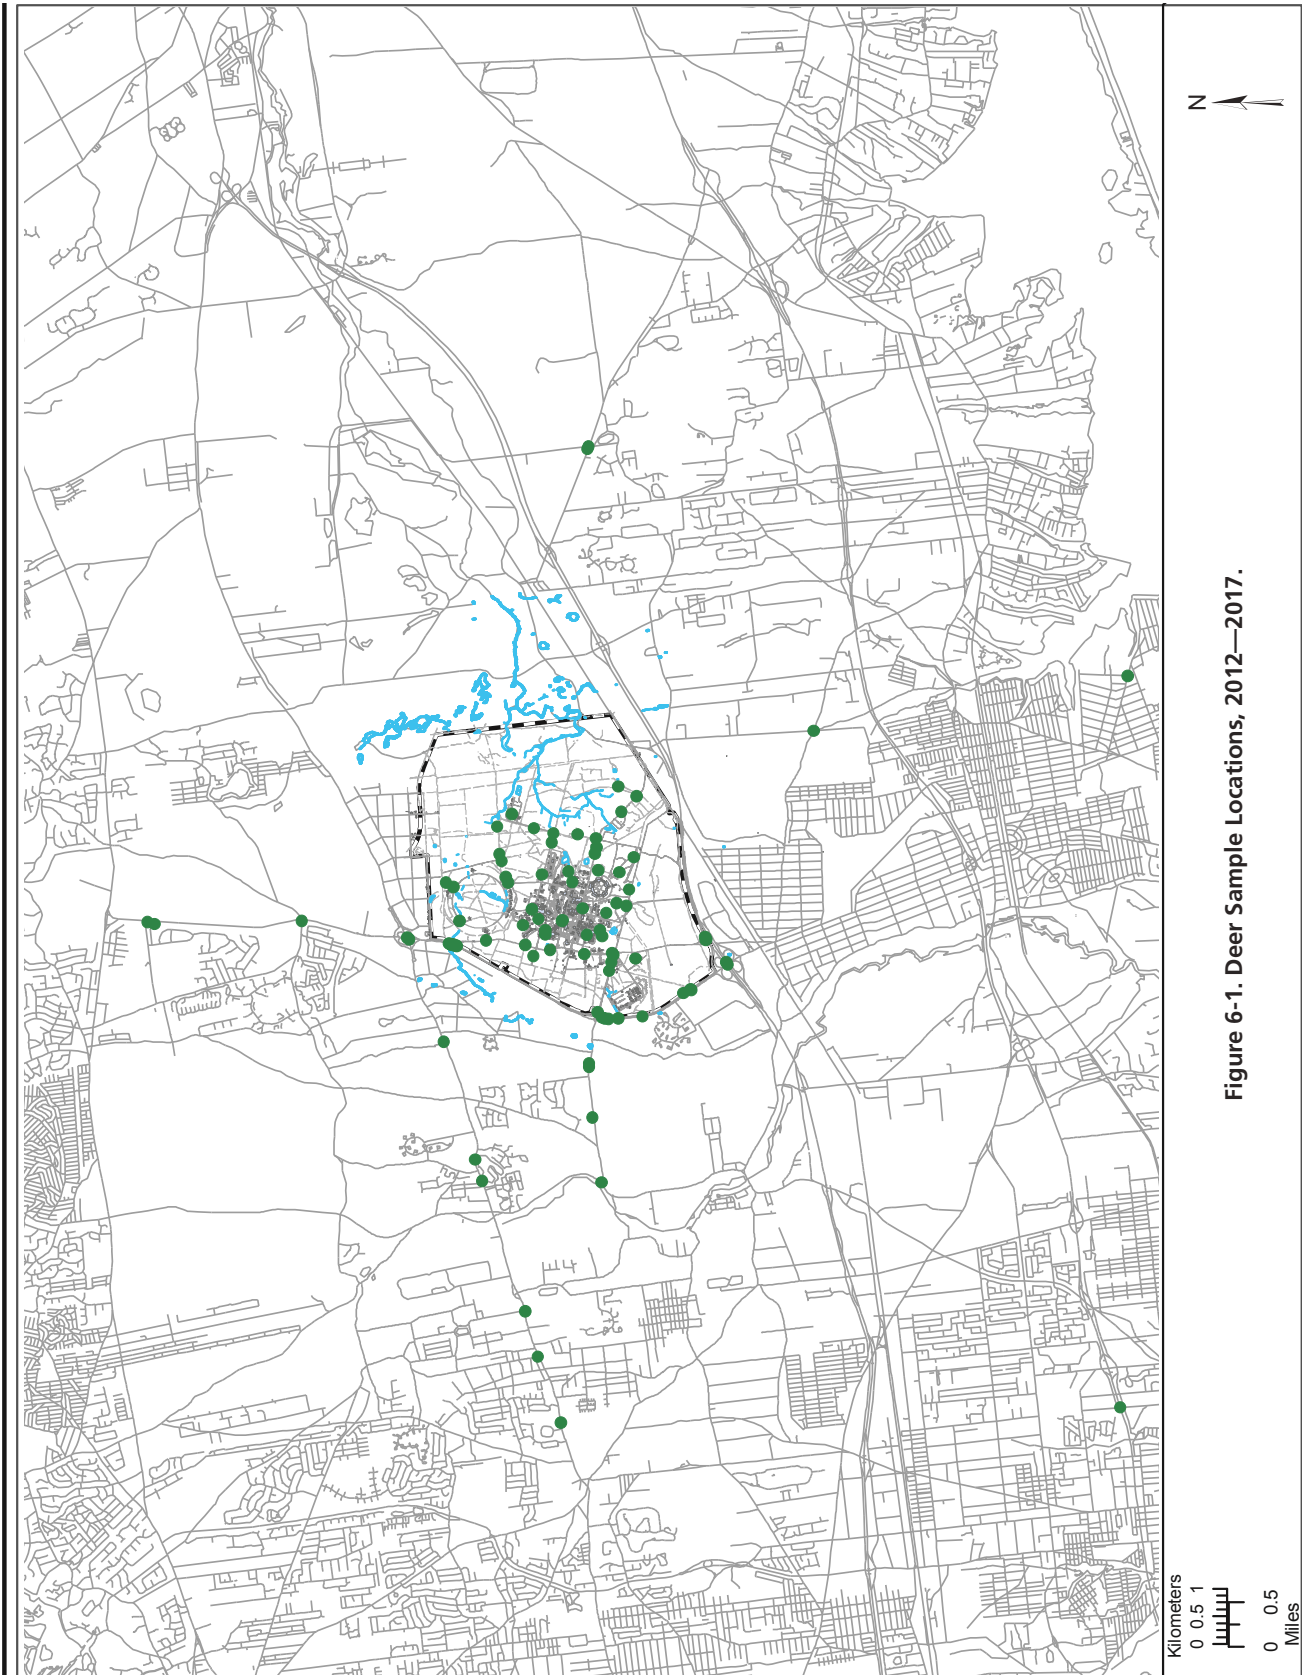 N
Kilometers
0 0.5 1
0 0.5
Miles
Figure 6-1. Deer Sample Locations, 2012—2017.